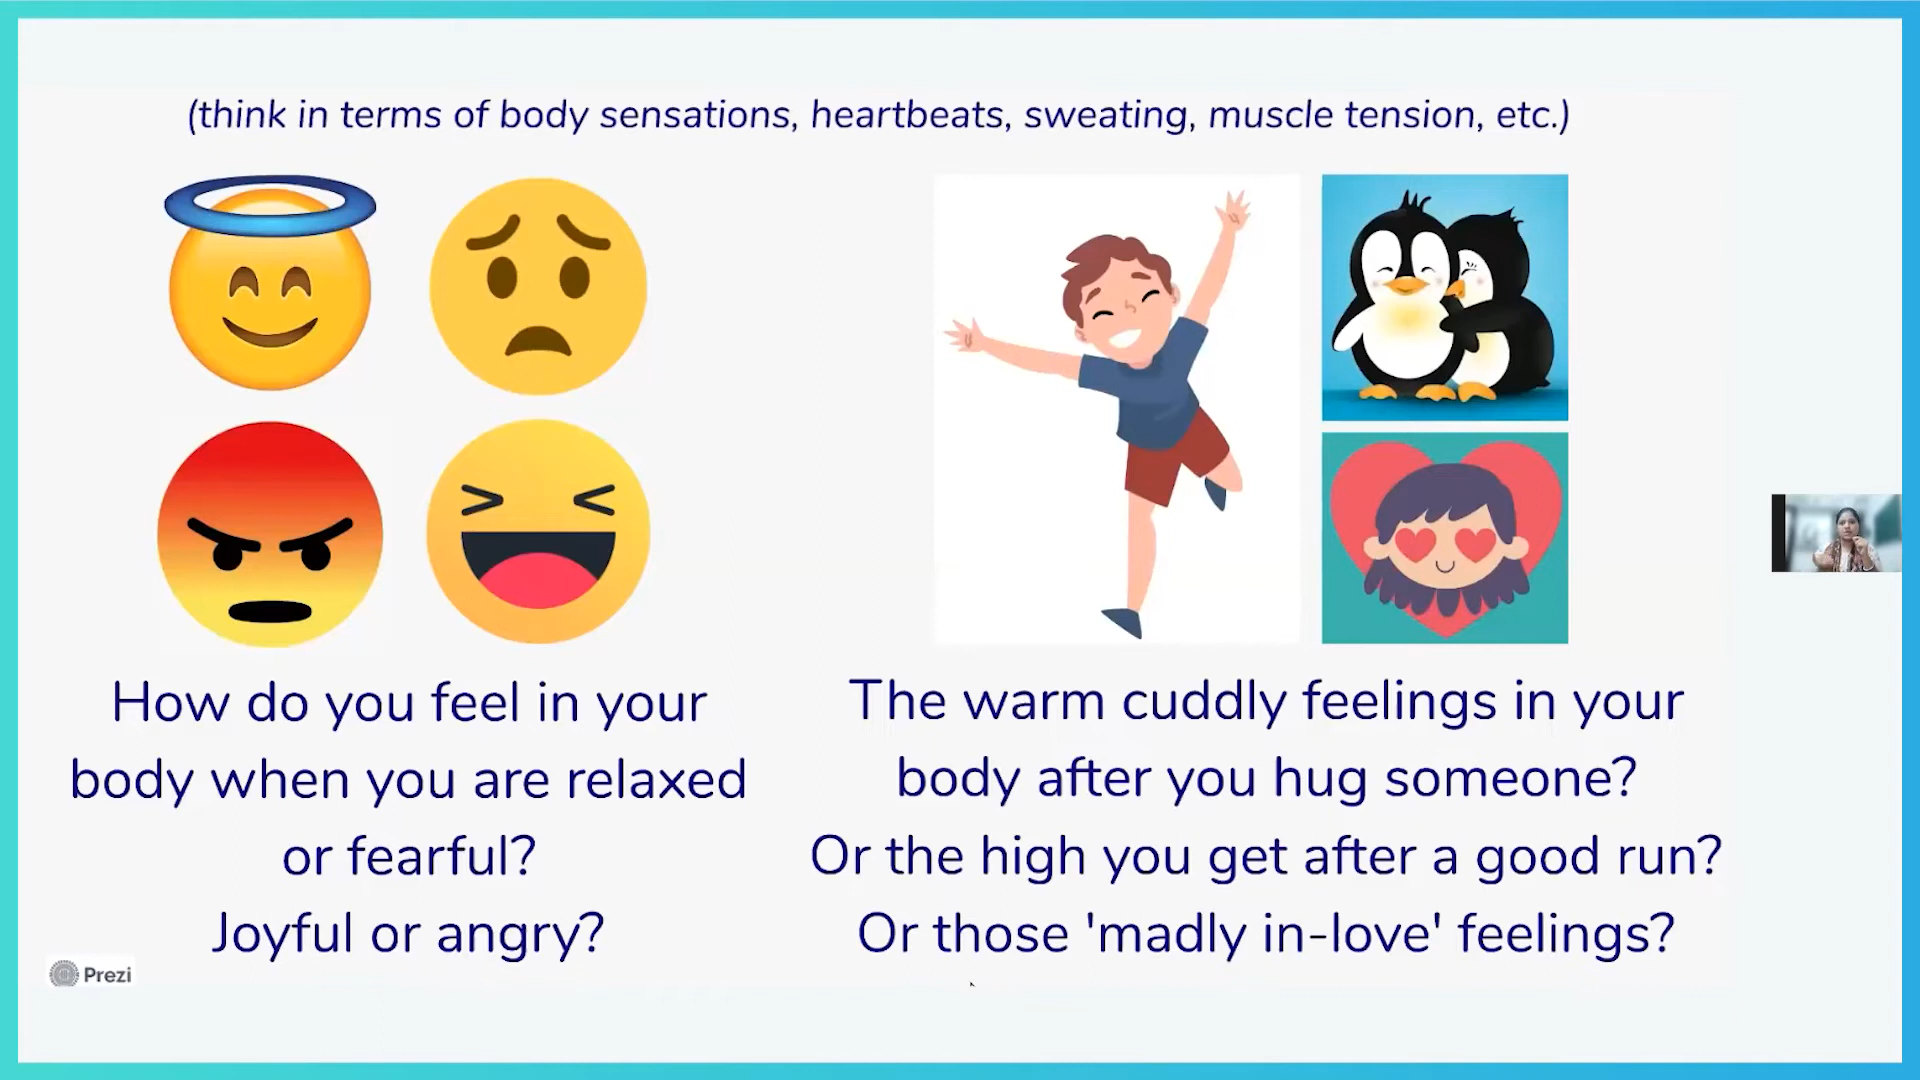 (think in terms of body sensations, heartbeats, sweating, muscle tension, etc.)
How do you feel in your
body when you are relaxed
or fearful?
Joyful or angry?
The warm cuddly feelings in your
body after you hug someone?
Or the high you get after a good run?
Or those 'madly in-love' feelings?
Prezi